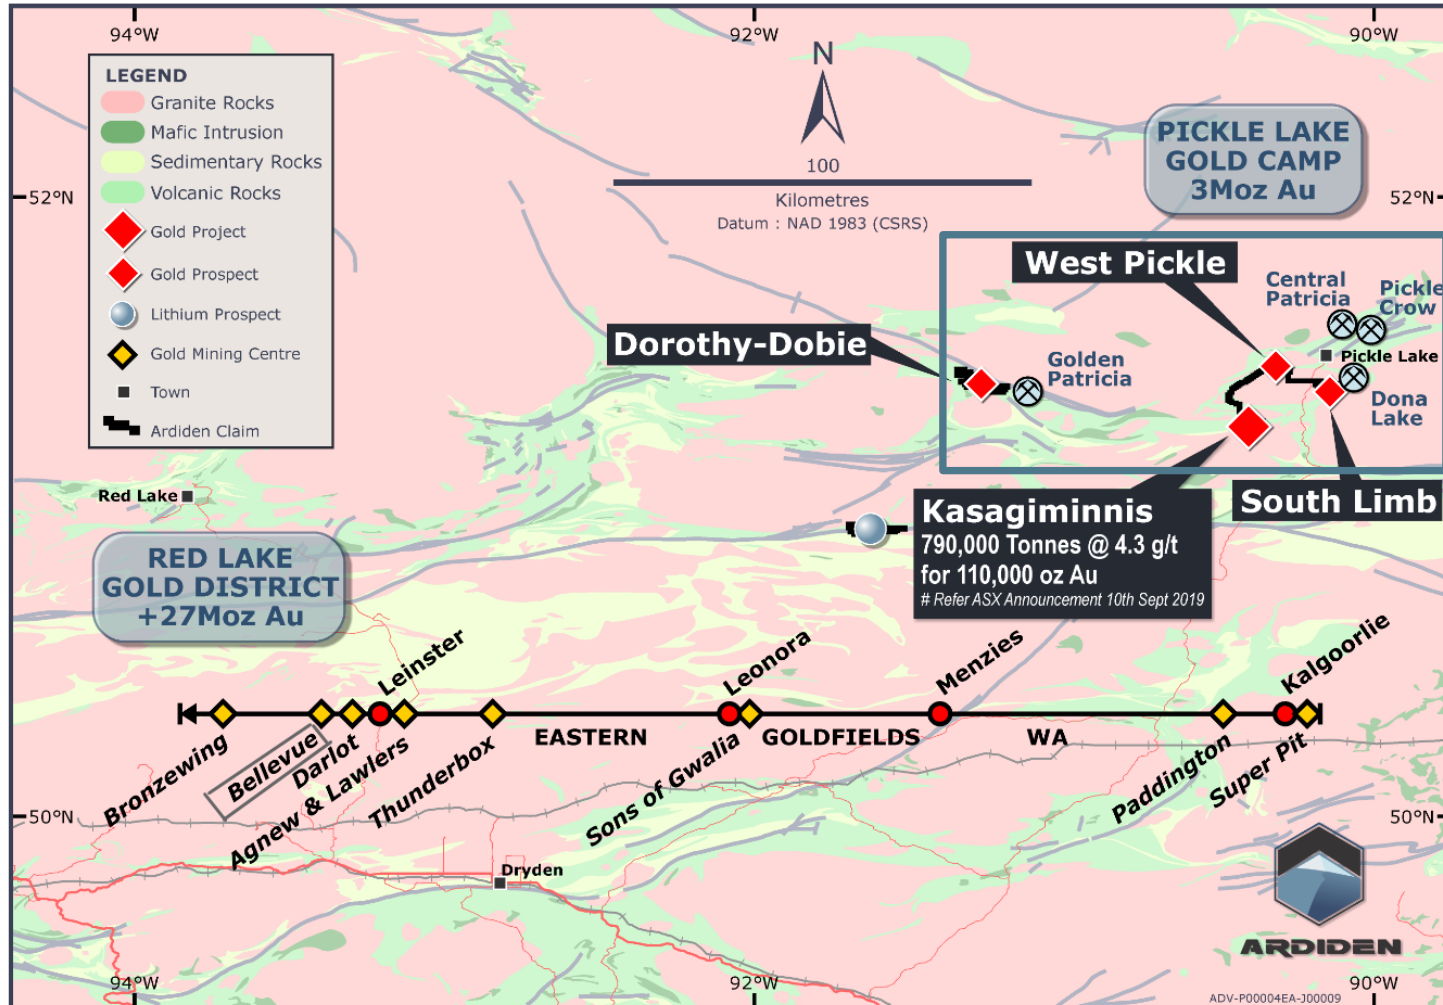 94°W
92°W
90°W
LEGEND
Granite Rocks
Mafic Intrusion
Sedimentary Rocks
Volcanic Rocks
Gold Project
Gold Prospect
Lithium Prospect
Gold Mining Centre
Town
Ardiden Claim
N
100
Kilometres
Datum : NAD 1983 (CSRS)
PICKLE LAKE
GOLD CAMP
3Moz Au
52°N
52°N
West Pickle
Central
Patricia
Pickle
Crow
Pickle Lake
Dorothy-Dobie
Golden
Patricia
Dona
Lake
Red Lake
South Limb
Kasagiminnis
790,000 Tonnes @ 4.3 g/t
for 110,000 oz Au
# Refer ASX Announcement 10th Sept 2019
RED LAKE
GOLD DISTRICT
+27Moz Au
Leinster
Leonora
Menzies
Kalgoorlie
EASTERN
GOLDFIELDS
WA
Bronzewing
Bellevue
Darlot
Agnew & Lawlers
Thunderbox
Sons of Gwalia
Paddington
Super Pit
50°N
50°N
Dryden
ARDIDEN
94°W
92°W
90°W
ADV-P00004EA-J00009